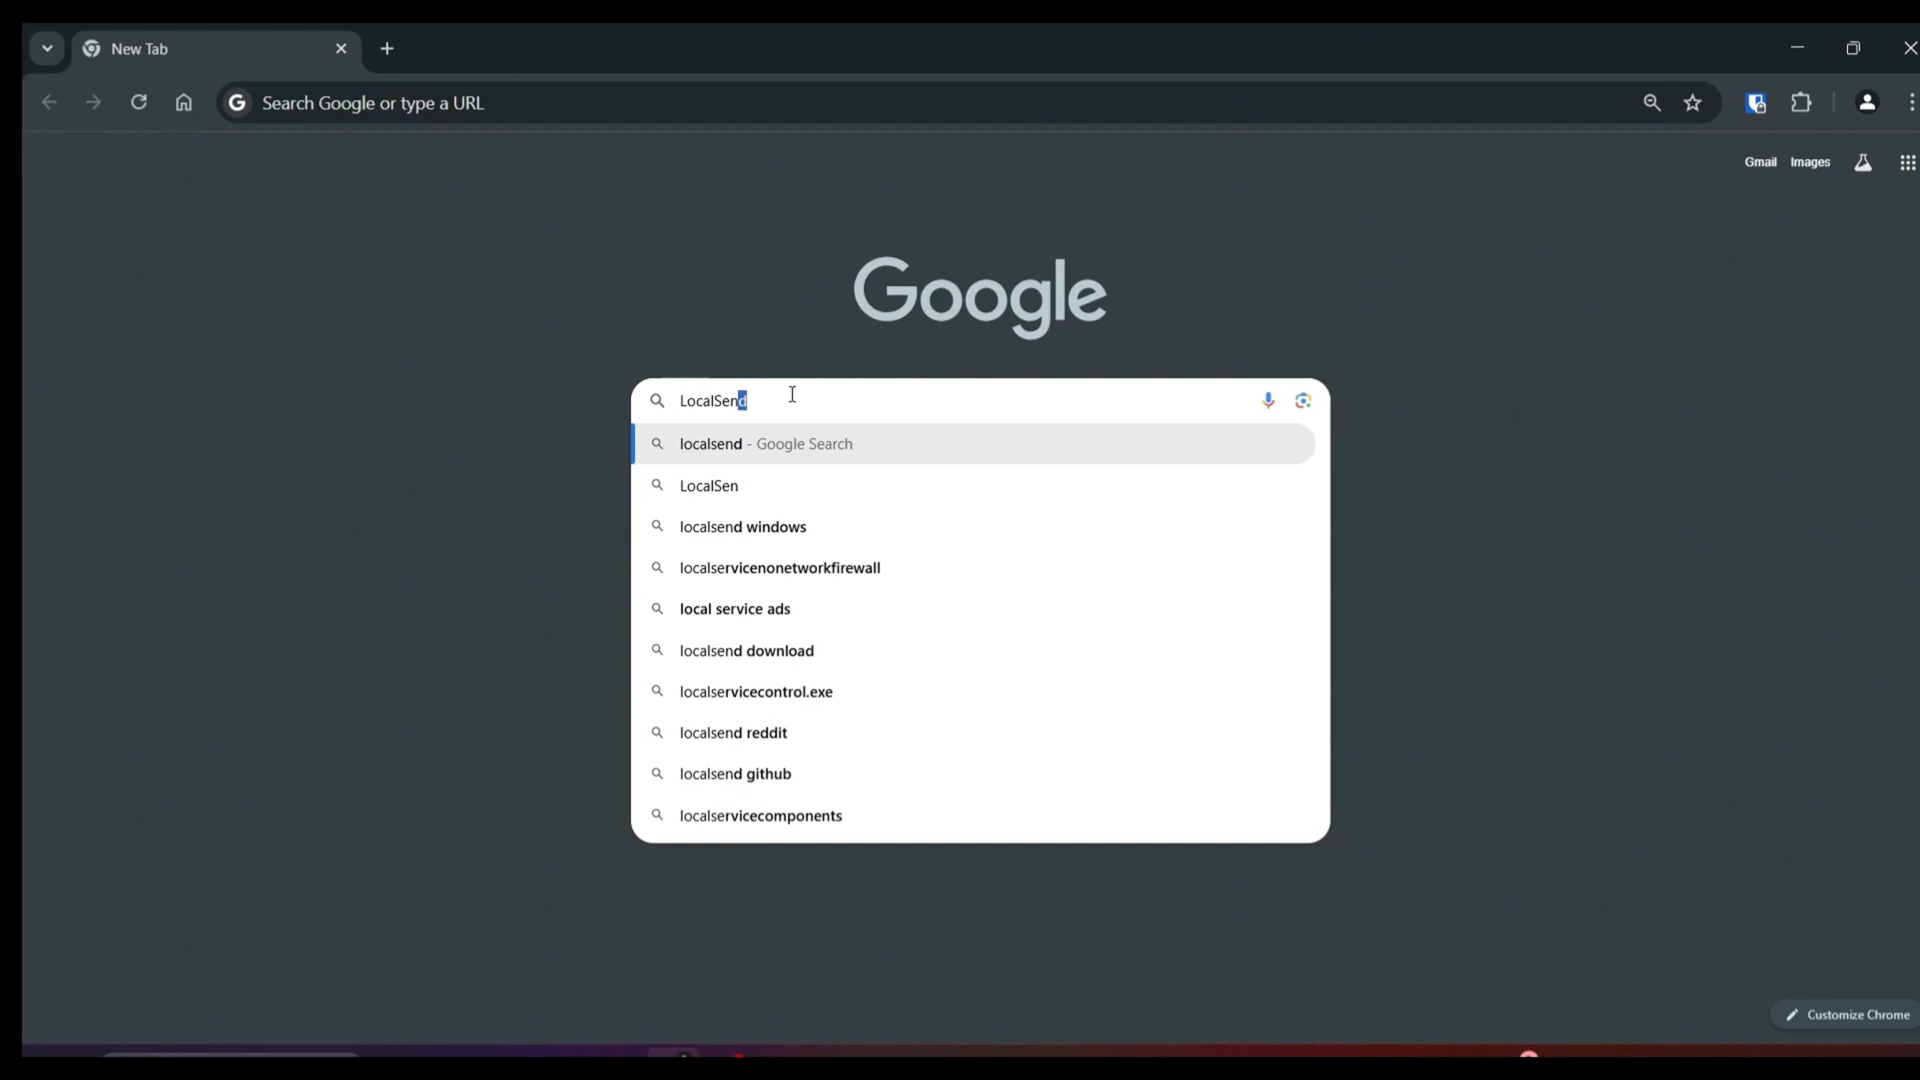 New Tab
Search Google or type a URL
Gmail Images
Google
LocalSend
localsend - Google Search
LocalSen
localsend windows
localservicenonetworkfirewall
local service ads
localsend download
localservicecontrol.exe
localsend reddit
localsend github
localservicecomponents
Customize Chrome